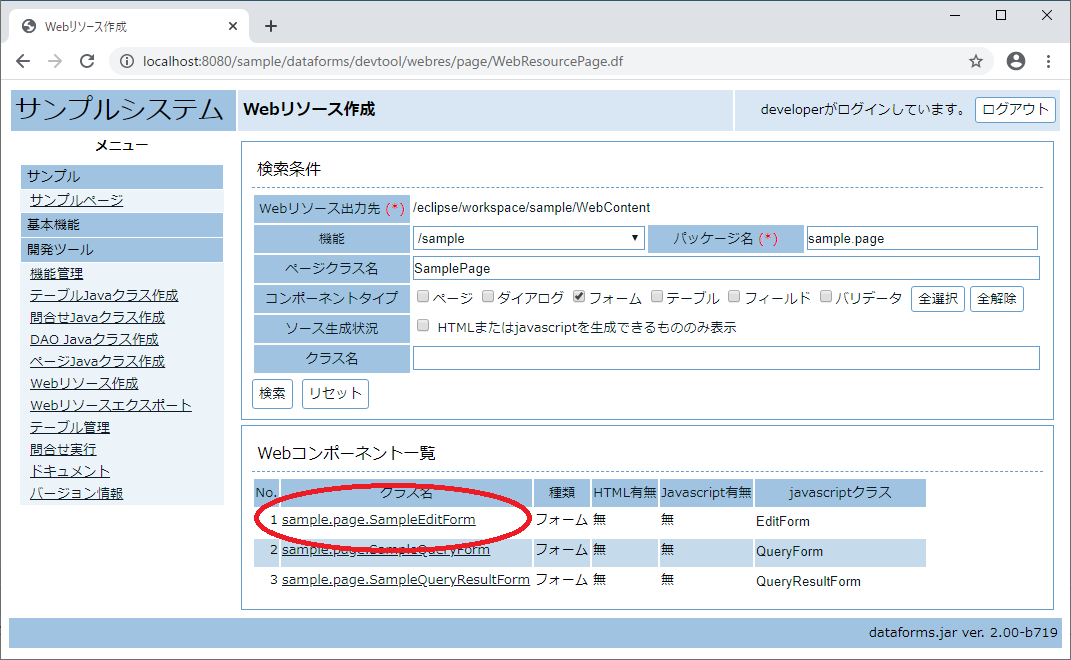 Webリソース作成
localhost:8080/sample/dataforms/devtool/webres/page/WebResourcePage.df
サンプルシステム Webリソース作成 developerがログインしています。 ログアウト
メニュー
サンプル
サンプルページ
基本機能
開発ツール
機能管理
テーブルJavaクラス作成
問合せJavaクラス作成
DAO Javaクラス作成
ページJavaクラス作成
Webリソース作成
Webリソースエクスポート
テーブル管理
問合せ実行
ドキュメント
バージョン情報
検索条件
Webリソース出力先 (*) /eclipse/workspace/sample/WebContent
機能 /sample パッケージ名 (*) sample.page
ページクラス名 SamplePage
コンポーネントタイプ ページ ダイアログ フォーム テーブル フィールド バリデータ 全選択 全解除
ソース生成状況 HTMLまたはjavascriptを生成できるもののみ表示
クラス名
検索 リセット
Webコンポーネント一覧
No. クラス名 種類 HTML有無 Javascript有無 javascriptクラス
1 sample.page.SampleEditForm フォーム 無 無 EditForm
2 sample.page.SampleQueryForm フォーム 無 無 QueryForm
3 sample.page.SampleQueryResultForm フォーム 無 無 QueryResultForm
dataforms.jar ver. 2.00-b719